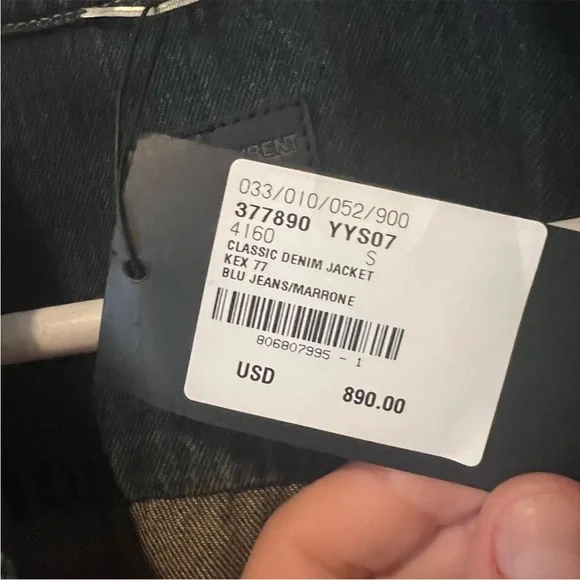 033/010/052/900
377890 YYS07
4160 S
CLASSIC DENIM JACKET
KEX 77
BLU JEANS/MARRONE
806807995 - 1
USD 890.00